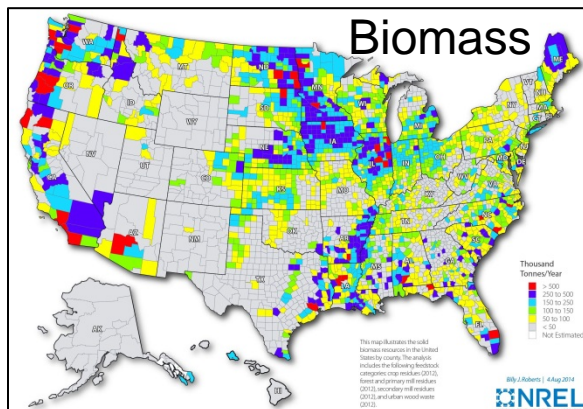 Biomass
WA
MT
ME
MN
VT
OR
ID
SD
WI
NY
MA
CT
WY
MI
NE
IA
PA
NV
UT
IL
IN
OH
DE
CO
WV
VA
CA
KS
MO
KY
NC
AZ
NM
OK
TN
AR
SC
MS
AL
GA
TX
LA
FL
AK
HI
Thousand
Tonnes/Year
> 500
250 to 500
150 to 250
100 to 150
50 to 100
< 50
Not Estimated
This map illustrates the solid
biomass resources in the United
States by county. The analysis
includes the following feedstock
categories: crop residues (2012),
forest and primary mill residues
(2012), secondary mill residues
(2012), and urban wood waste
(2012).
Billy J. Roberts | 4 Aug 2014
NREL